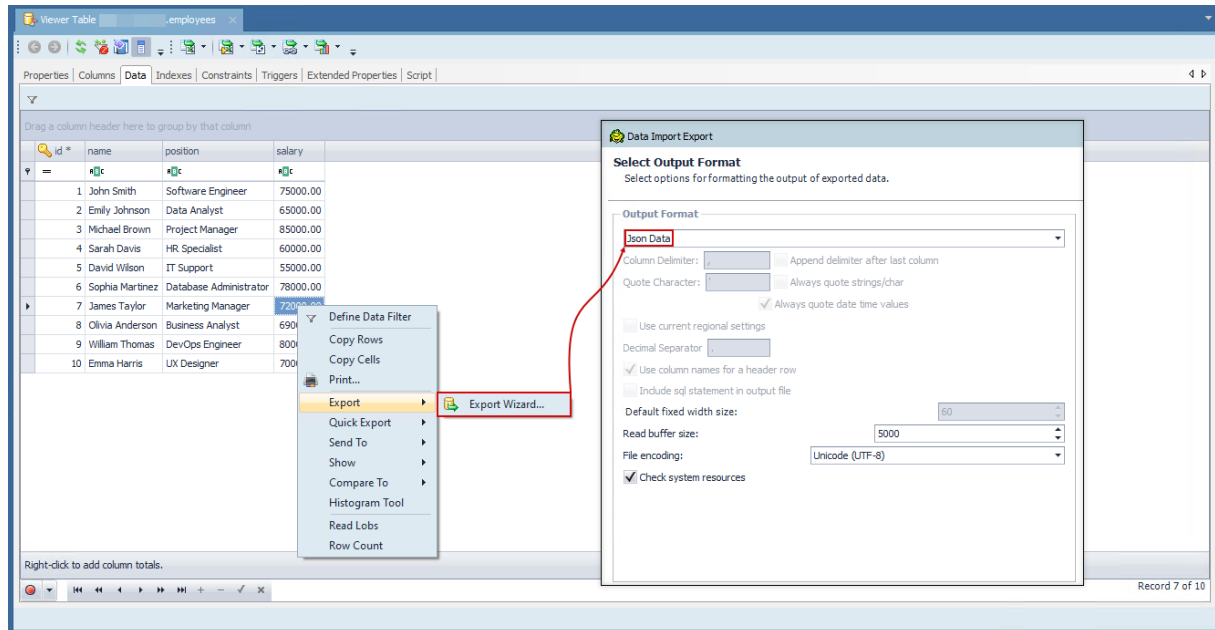 Viewer Table .employees
Properties Columns Data Indexes Constraints Triggers Extended Properties Script
Drag a column header here to group by that column
id * name position salary
=
1 John Smith Software Engineer 75000.00
2 Emily Johnson Data Analyst 65000.00
3 Michael Brown Project Manager 85000.00
4 Sarah Davis HR Specialist 60000.00
5 David Wilson IT Support 55000.00
6 Sophia Martinez Database Administrator 78000.00
7 James Taylor Marketing Manager 72000.00
8 Olivia Anderson Business Analyst 690
9 William Thomas DevOps Engineer 800
10 Emma Harris UX Designer 700
Define Data Filter
Copy Rows
Copy Cells
Print...
Export
Quick Export
Send To
Show
Compare To
Histogram Tool
Read Lobs
Row Count
Export Wizard...
Data Import Export
Select Output Format
Select options for formatting the output of exported data.
Output Format
Json Data
Column Delimiter: , Append delimiter after last column
Quote Character: Always quote strings/char
Always quote date time values
Use current regional settings
Decimal Separator
Use column names for a header row
Include sql statement in output file
Default fixed width size: 60
Read buffer size: 5000
File encoding: Unicode (UTF-8)
Check system resources
Right-click to add column totals.
Record 7 of 10